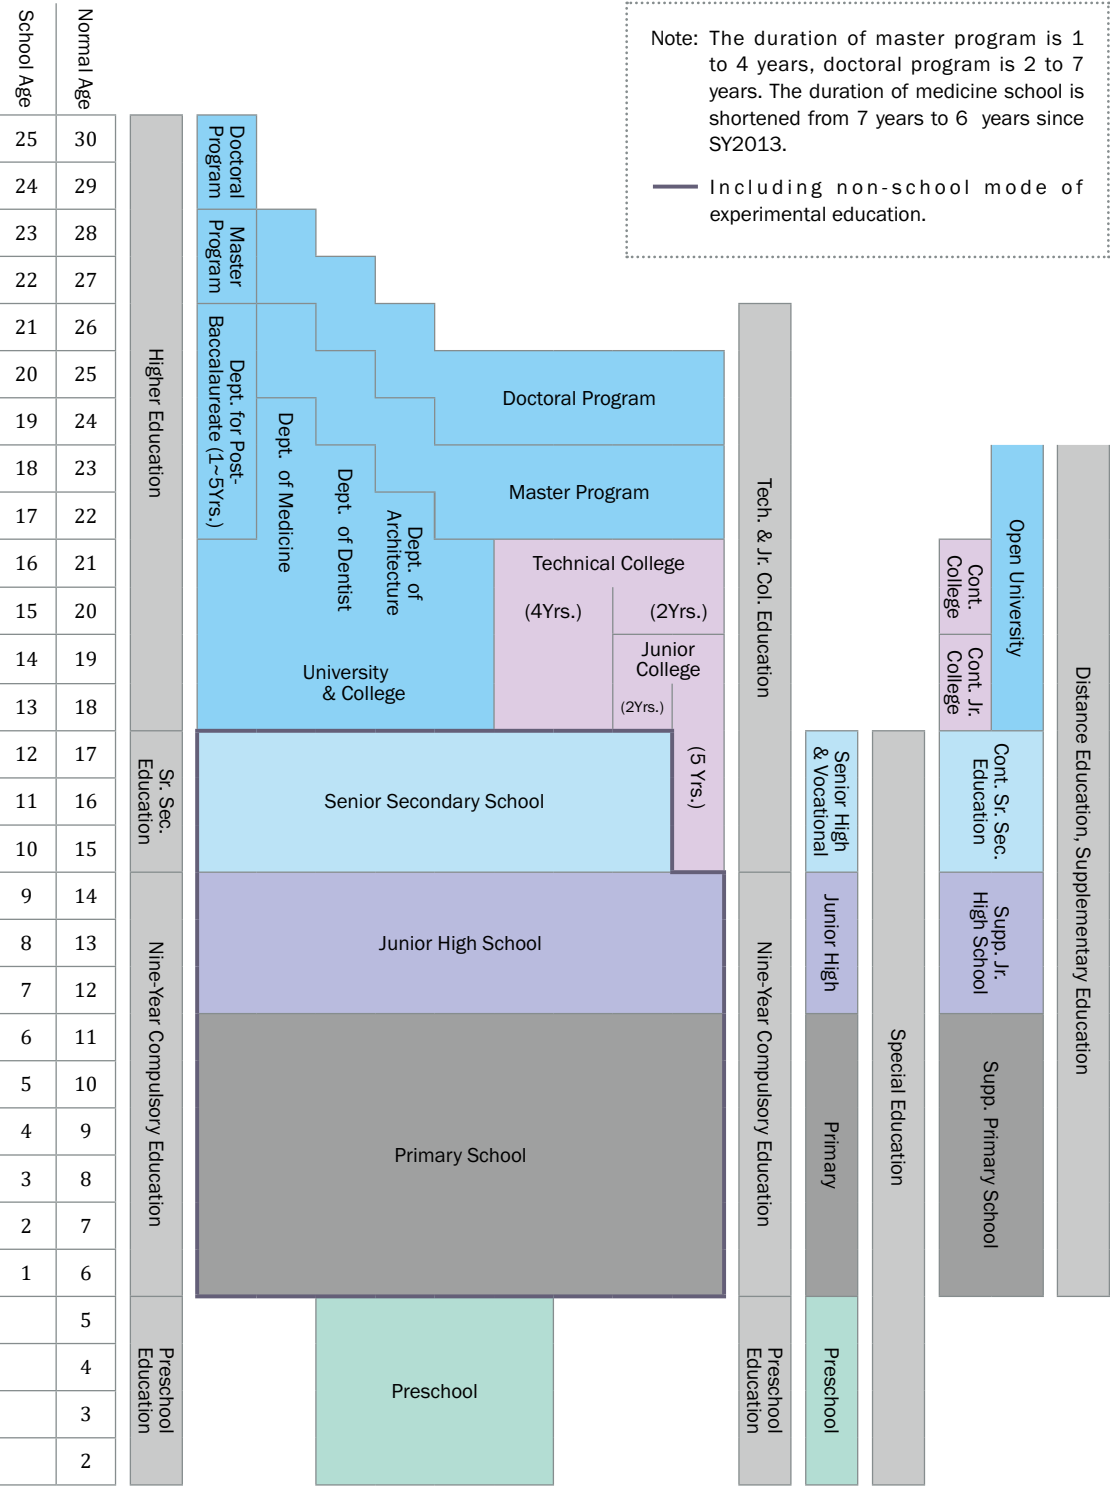 School Age
Normal Age
Note: The duration of master program is 1
to 4 years, doctoral program is 2 to 7
years. The duration of medicine school is
shortened from 7 years to 6 years since
SY2013.
Including non-school mode of
experimental education.
25 30
24 29
23 28
22 27
21 26
20 25
19 24
18 23
17 22
16 21
15 20
14 19
13 18
12 17
11 16
10 15
9 14
8 13
7 12
6 11
5 10
4 9
3 8
2 7
1 6
5
4
3
2
Higher Education
Sr. Sec.
Education
Nine-Year Compulsory Education
Preschool
Education
Doctoral
Program
Master
Program
Dept. for Post-
Baccalaureate (1~5Yrs.)
Dept. of Medicine
Dept. of Dentist
Dept. of
Architecture
Doctoral Program
Master Program
University
& College
Technical College
(4Yrs.)
(2Yrs.)
Junior
College
(2Yrs.)
(5 Yrs.)
Senior Secondary School
Junior High School
Primary School
Preschool
Tech. & Jr. Col. Education
Nine-Year Compulsory Education
Preschool
Education
Senior High
& Vocational
Junior High
Primary
Preschool
Special Education
Cont.
College
Cont. Jr.
College
Open University
Cont. Sr. Sec.
Education
Supp. Jr.
High School
Supp. Primary School
Distance Education, Supplementary Education